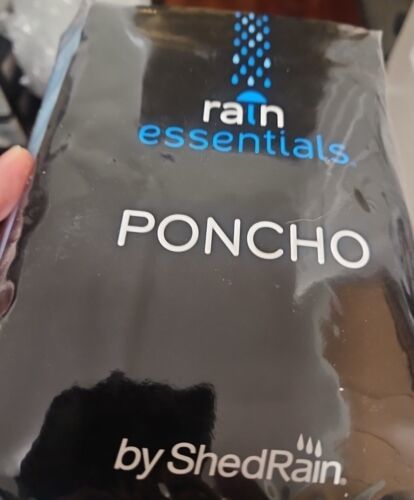 rain
essentials®
PONCHO
by ShedRain®